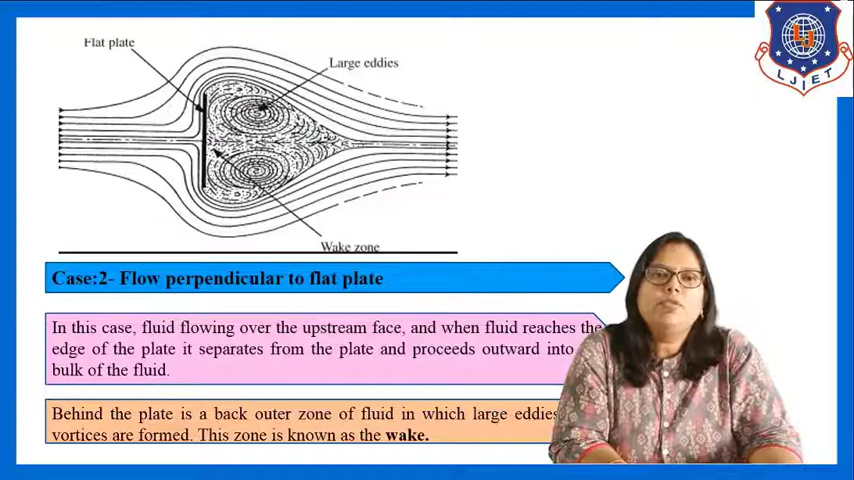 Flat plate
Large eddies
LJ
LJIET
Wake zone
Case:2- Flow perpendicular to flat plate
In this case, fluid flowing over the upstream face, and when fluid reaches the
edge of the plate it separates from the plate and proceeds outward into
bulk of the fluid.
Behind the plate is a back outer zone of fluid in which large eddies
vortices are formed. This zone is known as the wake.